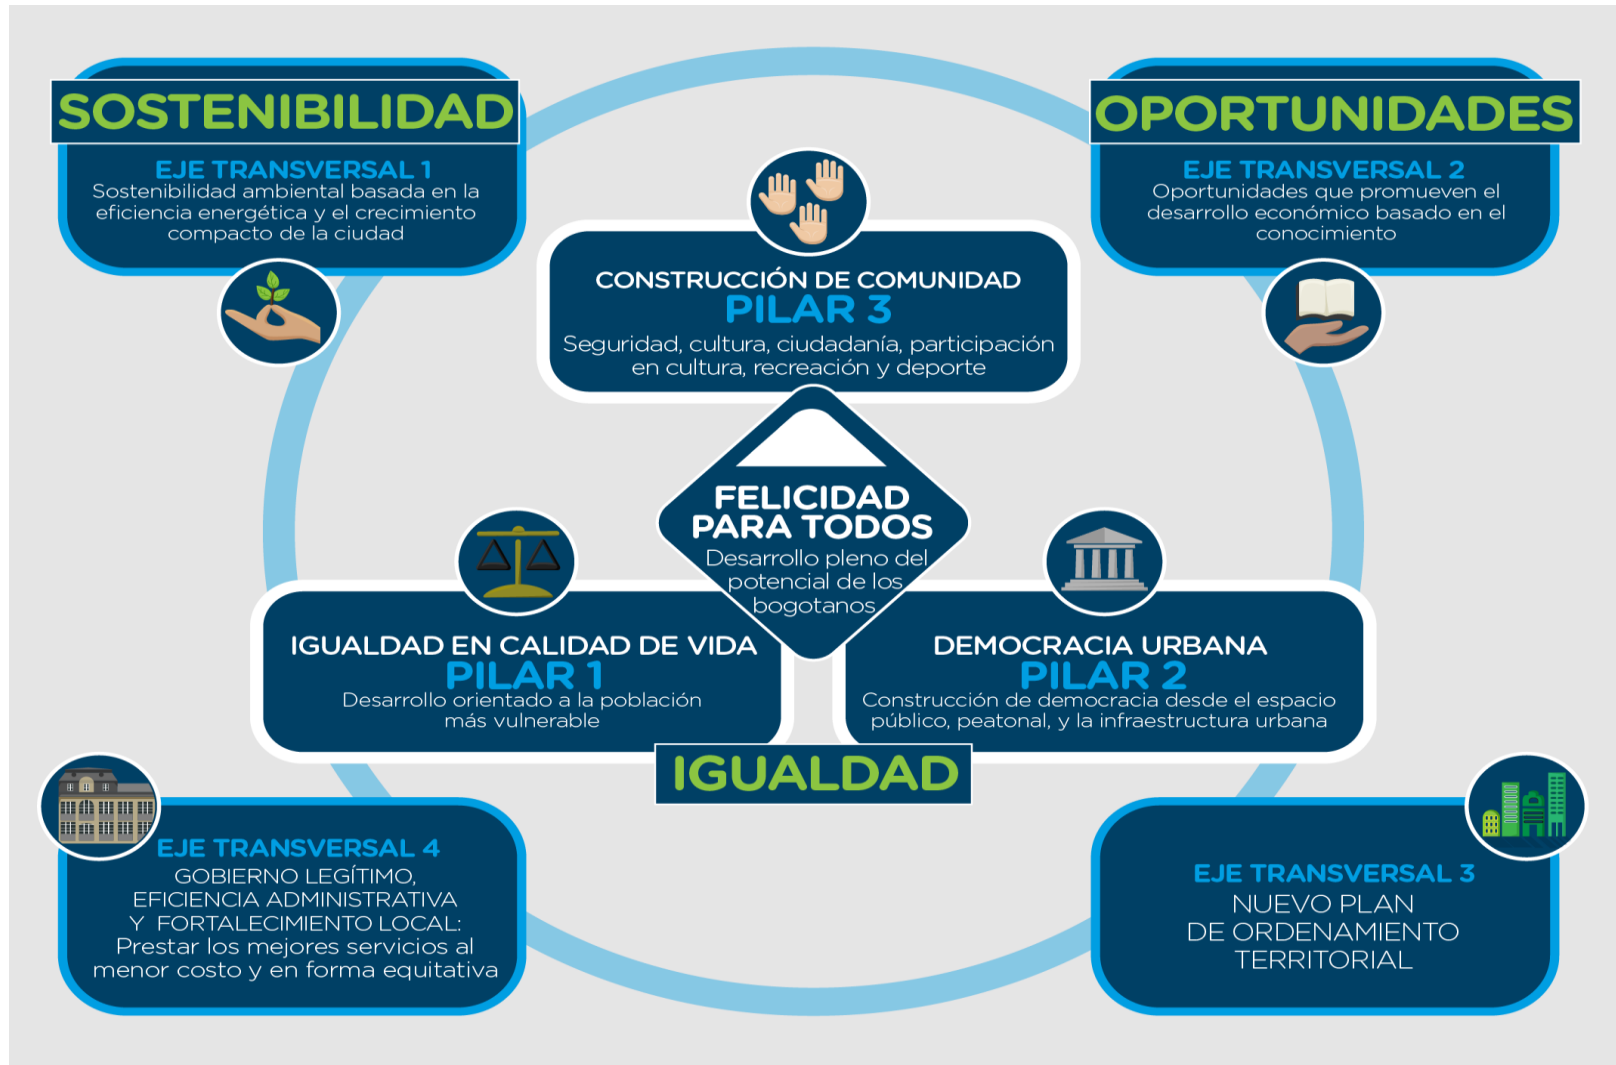 SOSTENIBILIDAD
EJE TRANSVERSAL 1
Sostenibilidad ambiental basada en la
eficiencia energética y el crecimiento
compacto de la ciudad
OPORTUNIDADES
EJE TRANSVERSAL 2
Oportunidades que promueven el
desarrollo económico basado en el
conocimiento
CONSTRUCCIÓN DE COMUNIDAD
PILAR 3
Seguridad, cultura, ciudadanía, participación
en cultura, recreación y deporte
FELICIDAD
PARA TODOS
Desarrollo pleno del
potencial de los
bogotanos
IGUALDAD EN CALIDAD DE VIDA
PILAR 1
Desarrollo orientado a la población
más vulnerable
DEMOCRACIA URBANA
PILAR 2
Construcción de democracia desde el espacio
público, peatonal, y la infraestructura urbana
IGUALDAD
EJE TRANSVERSAL 4
GOBIERNO LEGÍTIMO,
EFICIENCIA ADMINISTRATIVA
Y FORTALECIMIENTO LOCAL:
Prestar los mejores servicios al
menor costo y en forma equitativa
EJE TRANSVERSAL 3
NUEVO PLAN
DE ORDENAMIENTO
TERRITORIAL